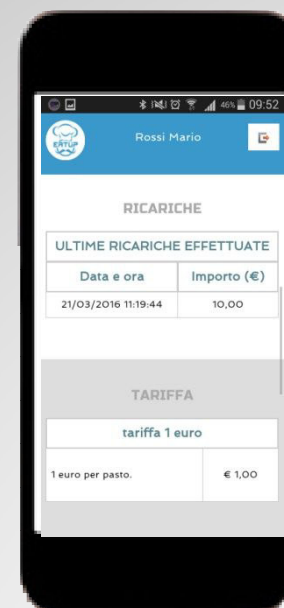 46% 09:52
EATUP
Rossi Mario
RICARICHE
ULTIME RICARICHE EFFETTUATE
Data e ora Importo (€)
21/03/2016 11:19:44 10,00
TARIFFA
tariffa 1 euro
1 euro per pasto. € 1,00